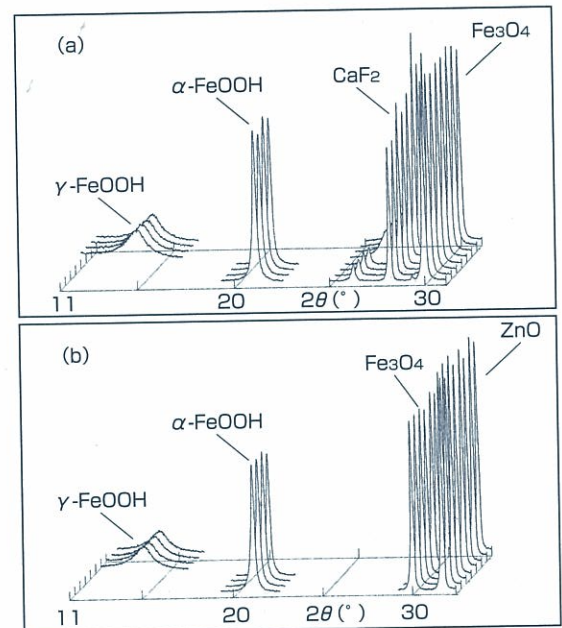 (a)
Fe3O4
CaF2
α-FeOOH
γ-FeOOH
11 20 2θ(°) 30
(b)
ZnO
Fe3O4
α-FeOOH
γ-FeOOH
11 20 2θ(°) 30